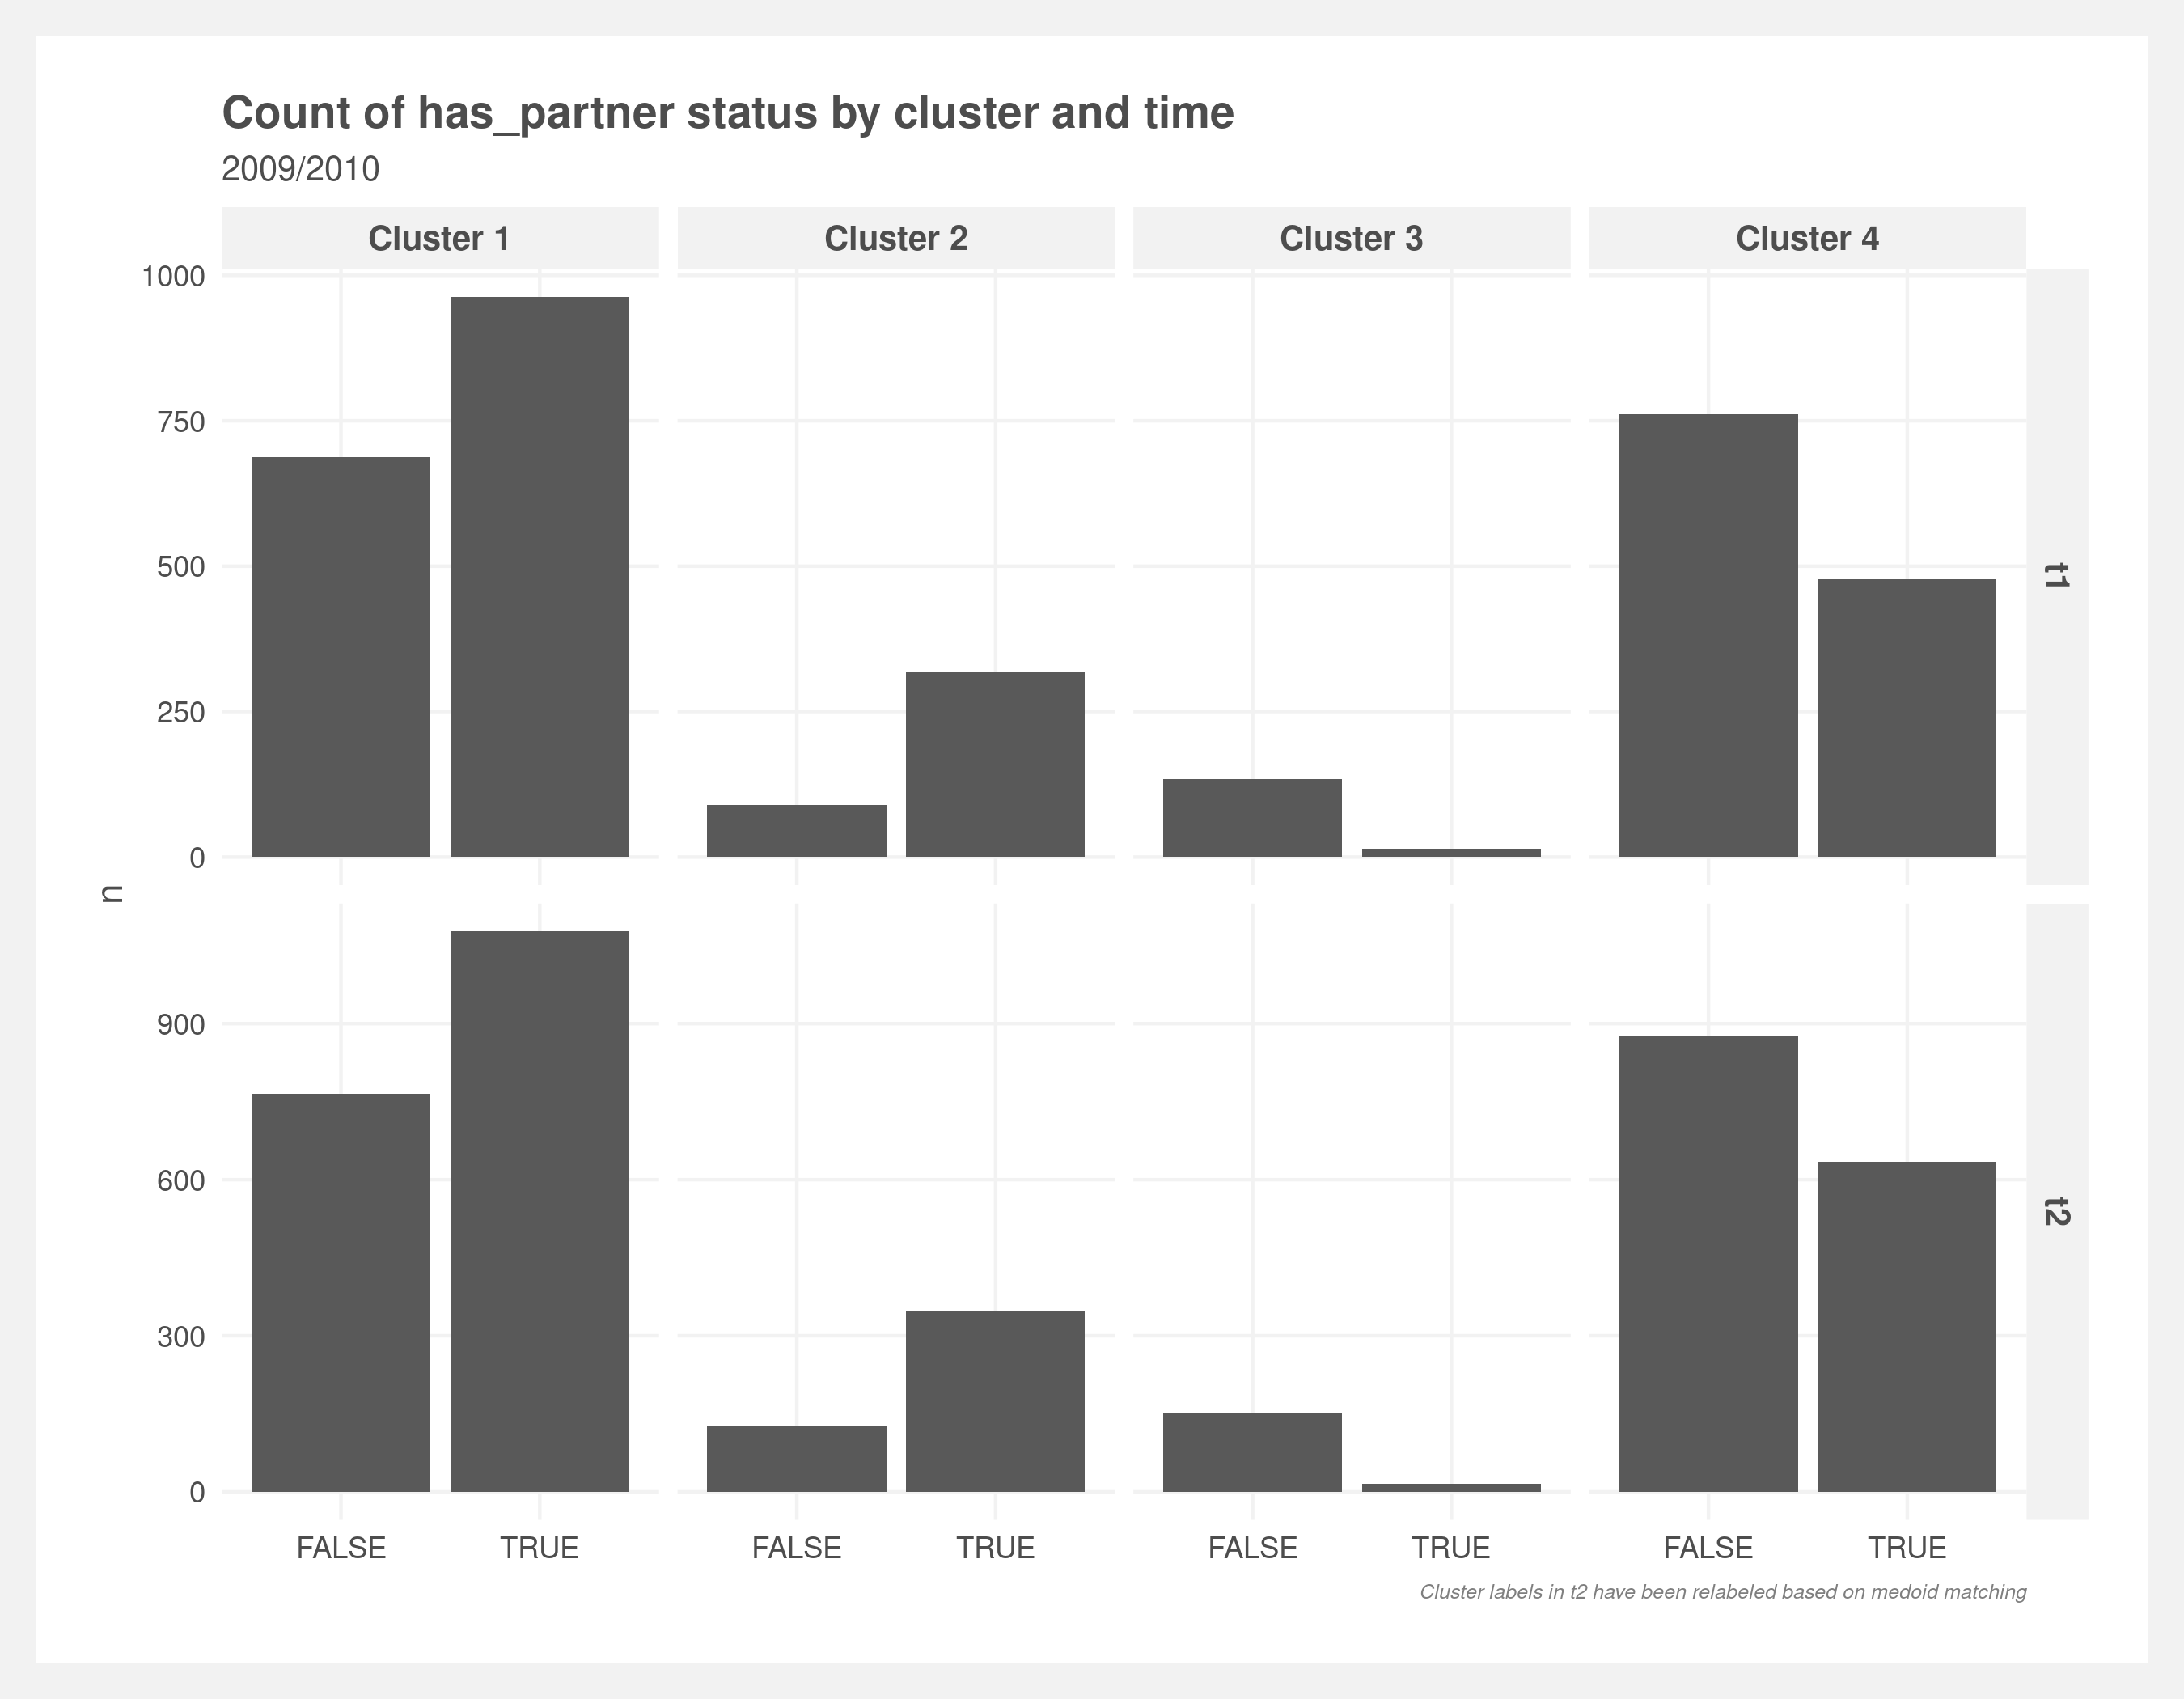 Count of has_partner status by cluster and time
2009/2010
Cluster 1 Cluster 2 Cluster 3 Cluster 4
1000
750
500
250
0
t1
n
900
600
300
0
t2
FALSE TRUE FALSE TRUE FALSE TRUE FALSE TRUE
Cluster labels in t2 have been relabeled based on medoid matching